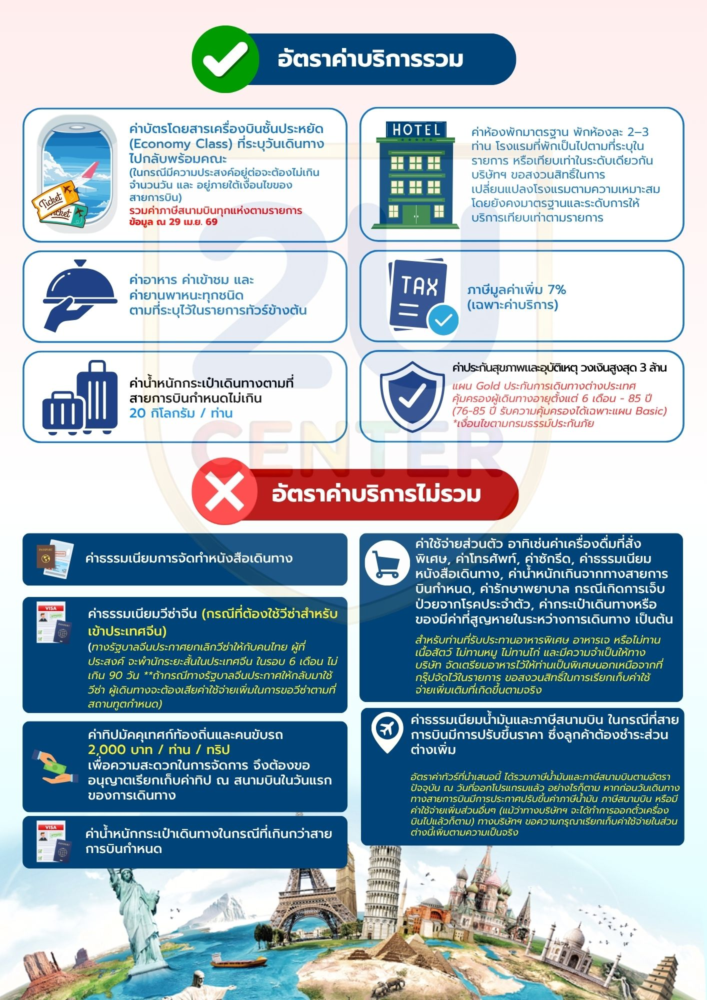 อัตราค่าบริการรวม
ค่าบัตรโดยสารเครื่องบินชั้นประหยัด
(Economy Class) ที่ระบุวันเดินทาง
ไปกลับพร้อมคณะ
(ในกรณีมีความประสงค์อยู่ต่อจะต้องไม่เกิน
จำนวนวัน และ อยู่ภายใต้เงื่อนไขของ
สายการบิน)
รวมค่าภาษีสนามบินทุกแห่งตามรายการ
ข้อมูล ณ 29 เม.ย. 69
Ticket
Ticket
HOTEL
ค่าห้องพักมาตรฐาน พักห้องละ 2–3
ท่าน โรงแรมที่พักเป็นไปตามที่ระบุใน
รายการ หรือเทียบเท่าในระดับเดียวกัน
บริษัทฯ ขอสงวนสิทธิ์ในการ
เปลี่ยนแปลงโรงแรมตามความเหมาะสม
โดยยังคงมาตรฐานและระดับการให้
บริการเทียบเท่าตามรายการ
ค่าอาหาร ค่าเข้าชม และ
ค่ายานพาหนะทุกชนิด
ตามที่ระบุไว้ในรายการทัวร์ข้างต้น
TAX
ภาษีมูลค่าเพิ่ม 7%
(เฉพาะค่าบริการ)
ค่าน้ำหนักกระเป๋าเดินทางตามที่
สายการบินกำหนดไม่เกิน
20 กิโลกรัม / ท่าน
ค่าประกันสุขภาพและอุบัติเหตุ วงเงินสูงสุด 3 ล้าน
แผน Gold ประกันการเดินทางต่างประเทศ
คุ้มครองผู้เดินทางอายุตั้งแต่ 6 เดือน - 85 ปี
(76-85 ปี รับความคุ้มครองได้เฉพาะแผน Basic)
*เงื่อนไขตามกรมธรรม์ประกันภัย
2U
CENTER
อัตราค่าบริการไม่รวม
PASSPORT
APPROVED
ค่าธรรมเนียมการจัดทำหนังสือเดินทาง
VISA
APPROVED
PASSPORT
ค่าธรรมเนียมวีซ่าจีน (กรณีที่ต้องใช้วีซ่าสำหรับ
เข้าประเทศจีน)
(ทางรัฐบาลจีนประกาศยกเลิกวีซ่าให้กับคนไทย ผู้ที่
ประสงค์ จะพำนักระยะสั้นในประเทศจีน ในรอบ 6 เดือน ไม่
เกิน 90 วัน **ถ้ากรณีทางรัฐบาลจีนประกาศให้กลับมาใช้
วีซ่า ผู้เดินทางจะต้องเสียค่าใช้จ่ายเพิ่มในการขอวีซ่าตามที่
สถานทูตกำหนด)
ค่าทิปมัคคุเทศก์ท้องถิ่นและคนขับรถ
2,000 บาท / ท่าน / ทริป
เพื่อความสะดวกในการจัดการ จึงต้องขอ
อนุญาตเรียกเก็บค่าทิป ณ สนามบินในวันแรก
ของการเดินทาง
VISA
APPROVED
PASSPORT
ค่าน้ำหนักกระเป๋าเดินทางในกรณีที่เกินกว่าสาย
การบินกำหนด
ค่าใช้จ่ายส่วนตัว อาทิเช่นค่าเครื่องดื่มที่สั่ง
พิเศษ, ค่าโทรศัพท์, ค่าซักรีด, ค่าธรรมเนียม
หนังสือเดินทาง, ค่าน้ำหนักเกินจากทางสายการ
บินกำหนด, ค่ารักษาพยาบาล กรณีเกิดการเจ็บ
ป่วยจากโรคประจำตัว, ค่ากระเป๋าเดินทางหรือ
ของมีค่าที่สูญหายในระหว่างการเดินทาง เป็นต้น
สำหรับท่านที่รับประทานอาหารพิเศษ อาหารเจ หรือไม่ทาน
เนื้อสัตว์ ไม่ทานหมู ไม่ทานไก่ และมีความจำเป็นให้ทาง
บริษัท จัดเตรียมอาหารไว้ให้ท่านเป็นพิเศษนอกเหนือจากที่
กรุ๊ปจัดไว้ในรายการ ขอสงวนสิทธิ์ในการเรียกเก็บค่าใช้
จ่ายเพิ่มเติมที่เกิดขึ้นตามจริง
ค่าธรรมเนียมน้ำมันและภาษีสนามบิน ในกรณีที่สาย
การบินมีการปรับขึ้นราคา ซึ่งลูกค้าต้องชำระส่วน
ต่างเพิ่ม
อัตราค่าทัวร์ที่นำเสนอนี้ ได้รวมภาษีน้ำมันและภาษีสนามบินตามอัตรา
ปัจจุบัน ณ วันที่ออกโปรแกรมแล้ว อย่างไรก็ตาม หากก่อนวันเดินทาง
ทางสายการบินมีการประกาศปรับขึ้นค่าภาษีน้ำมัน ภาษีสนามบิน หรือมี
ค่าใช้จ่ายเพิ่มส่วนอื่นๆ (แม้ว่าทางบริษัทฯ จะได้ทำการออกตั๋วเครื่อง
บินไปแล้วก็ตาม) ทางบริษัทฯ ขอความกรุณาเรียกเก็บค่าใช้จ่ายในส่วน
ต่างนี้เพิ่มตามความเป็นจริง